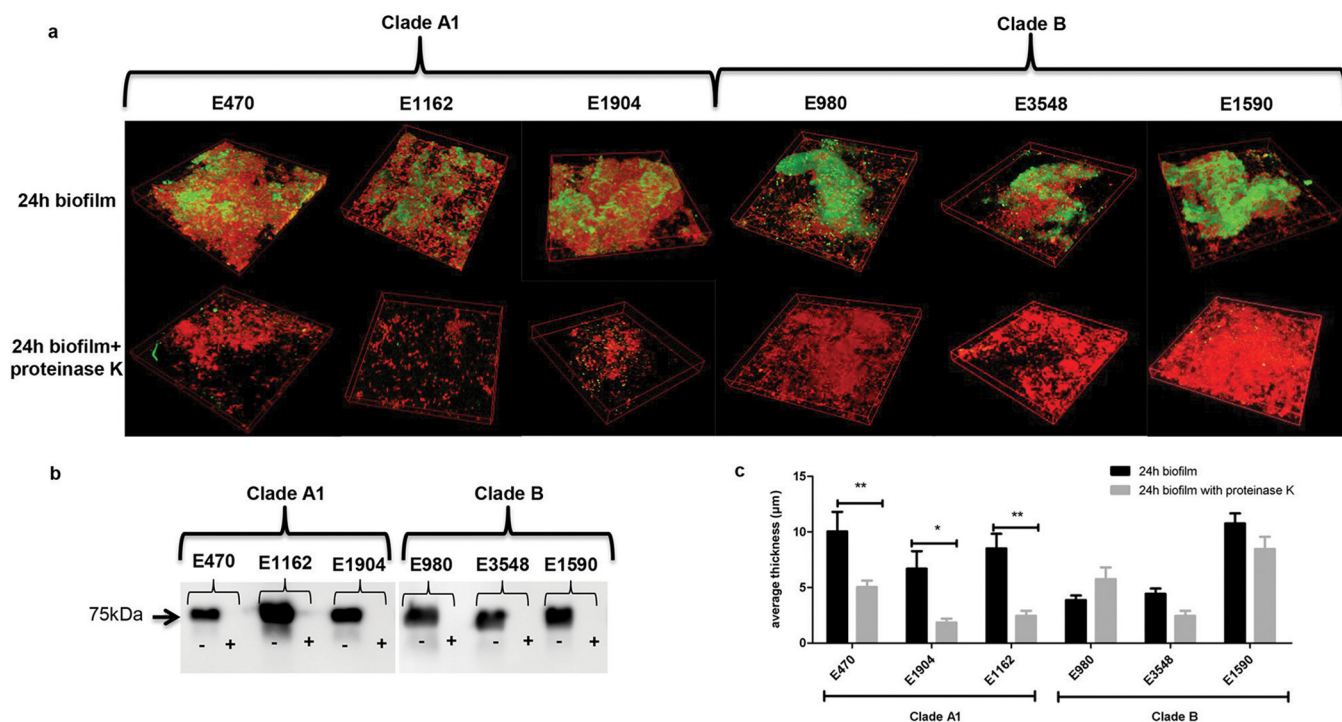 a
Clade A1
Clade B
E470
E1162
E1904
E980
E3548
E1590
24h biofilm
24h biofilm+
proteinase K
b
Clade A1
Clade B
E470
E1162
E1904
E980
E3548
E1590
75kDa
- + - + - + - + - + - +
c
24h biofilm
24h biofilm with proteinase K
average thickness (µm)
15
10
5
0
**
*
**
E470
E1904
E1162
E980
E3548
E1590
Clade A1
Clade B